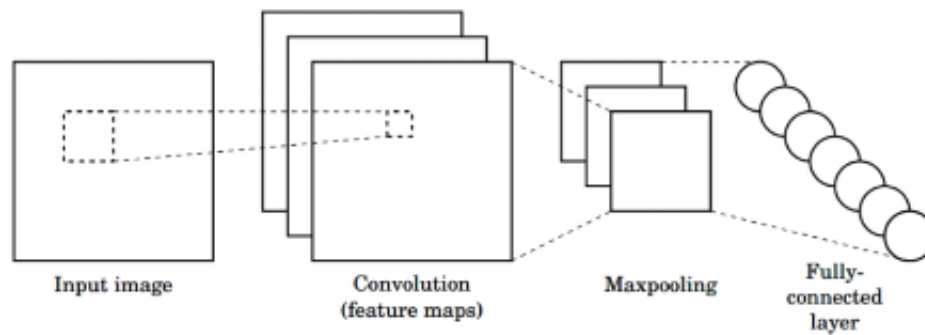 Input image
Convolution
(feature maps)
Maxpooling
Fully-
connected
layer